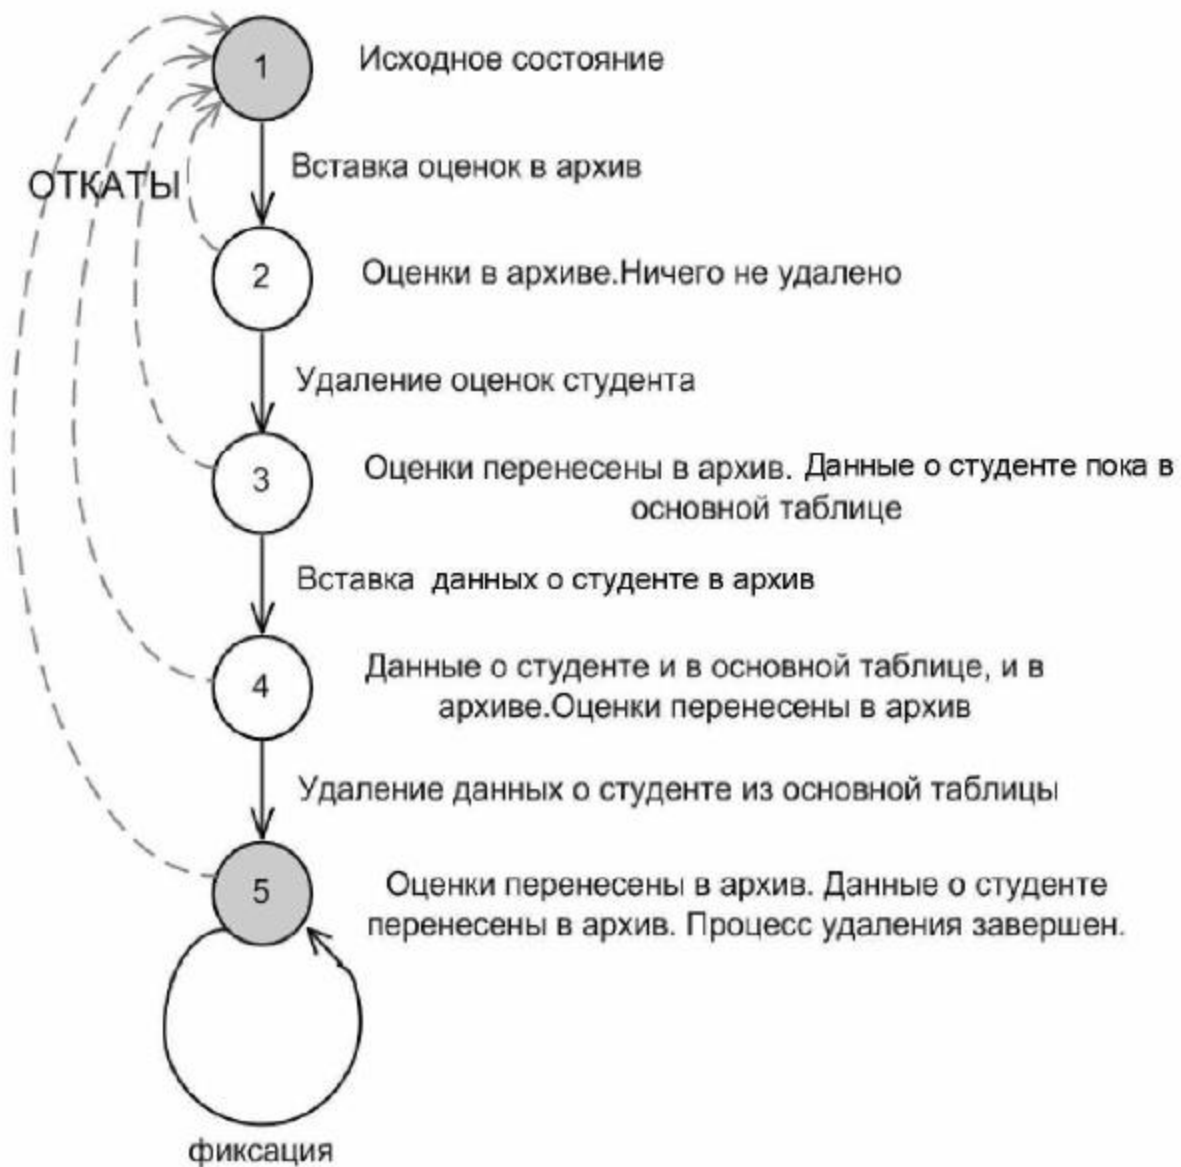 1
Исходное состояние
Вставка оценок в архив
ОТКАТЫ
2
Оценки в архиве.Ничего не удалено
Удаление оценок студента
3
Оценки перенесены в архив. Данные о студенте пока в
основной таблице
Вставка данных о студенте в архив
4
Данные о студенте и в основной таблице, и в
архиве.Оценки перенесены в архив
Удаление данных о студенте из основной таблицы
5
Оценки перенесены в архив. Данные о студенте
перенесены в архив. Процесс удаления завершен.
фиксация